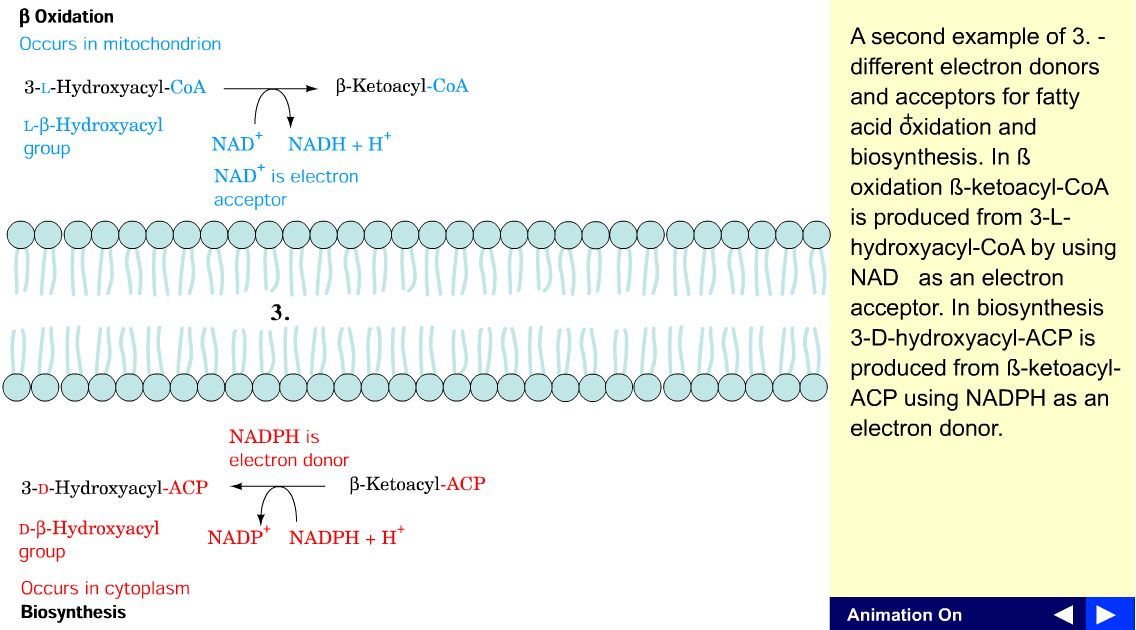 β Oxidation
Occurs in mitochondrion
3-L-Hydroxyacyl-CoA
β-Ketoacyl-CoA
L-β-Hydroxyacyl
group
NAD⁺
NADH + H⁺
NAD⁺ is electron
acceptor
3.
NADPH is
electron donor
3-D-Hydroxyacyl-ACP
β-Ketoacyl-ACP
D-β-Hydroxyacyl
group
NADP⁺
NADPH + H⁺
Occurs in cytoplasm
Biosynthesis
A second example of 3. -
different electron donors
and acceptors for fatty
acid oxidation and
+
biosynthesis. In ß
oxidation ß-ketoacyl-CoA
is produced from 3-L-
hydroxyacyl-CoA by using
NAD as an electron
acceptor. In biosynthesis
3-D-hydroxyacyl-ACP is
produced from ß-ketoacyl-
ACP using NADPH as an
electron donor.
Animation On